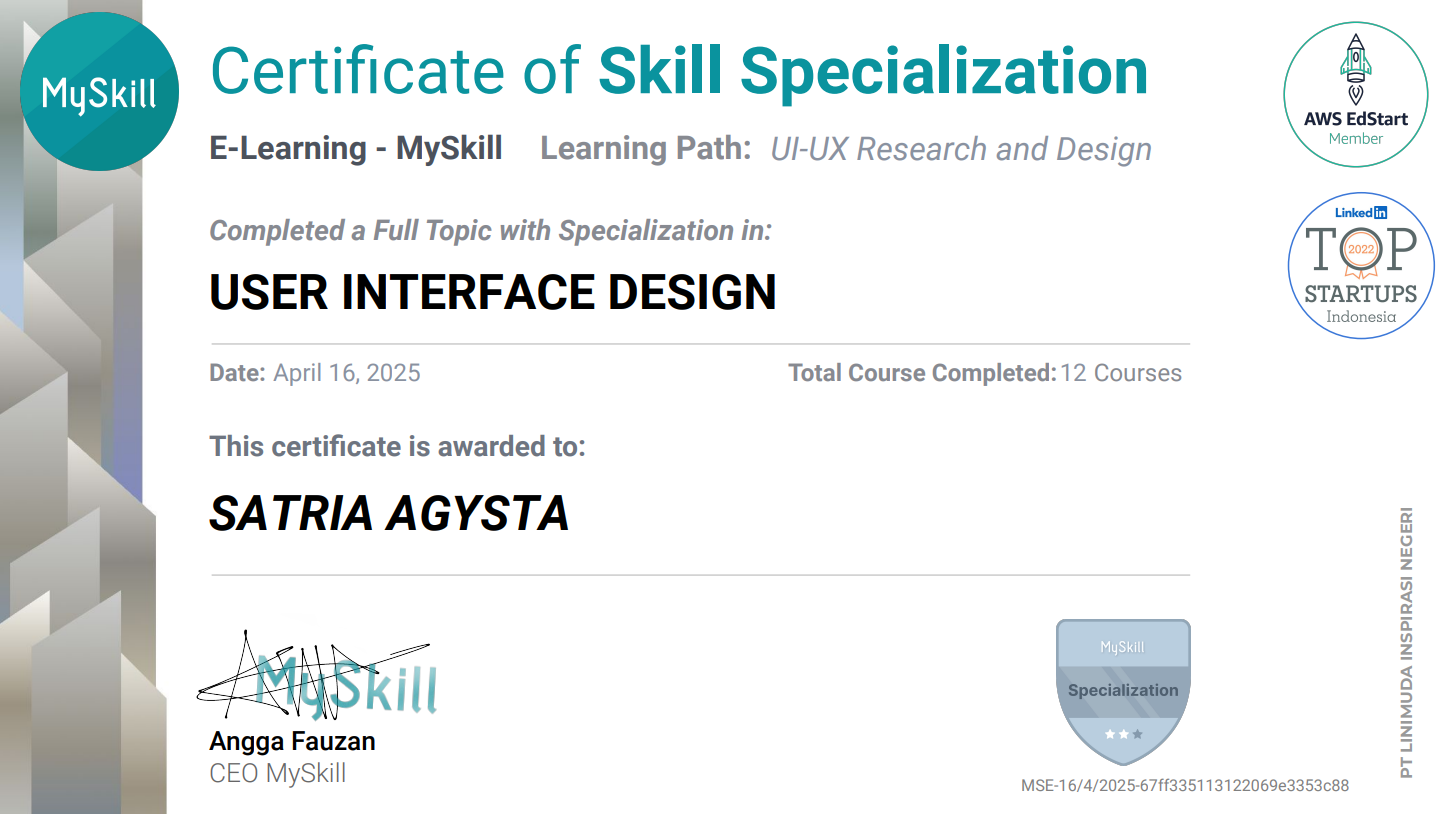 MySkill
Certificate of Skill Specialization
E-Learning - MySkill Learning Path: UI-UX Research and Design
Completed a Full Topic with Specialization in:
USER INTERFACE DESIGN
Date: April 16, 2025 Total Course Completed: 12 Courses
This certificate is awarded to:
SATRIA AGYSTA
MySkill
Angga Fauzan
CEO MySkill
MySkill
Specialization
MSE-16/4/2025-67ff335113122069e3353c88
AWS EdStart
Member
Linked in
TOP
2022
STARTUPS
Indonesia
PT LINIMUDA INSPIRASI NEGERI